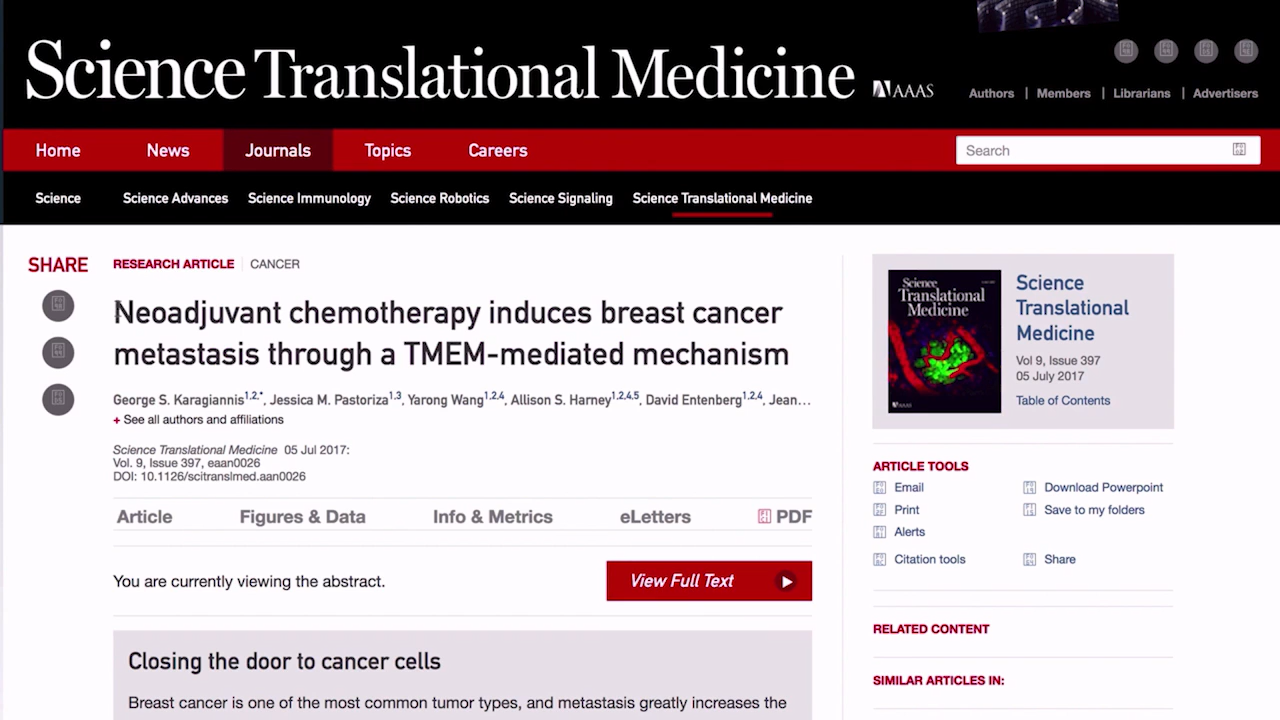 Science Translational Medicine
AAAS
Authors | Members | Librarians | Advertisers
Home News Journals Topics Careers
Search
Science Science Advances Science Immunology Science Robotics Science Signaling Science Translational Medicine
SHARE
RESEARCH ARTICLE CANCER
Neoadjuvant chemotherapy induces breast cancer
metastasis through a TMEM-mediated mechanism
George S. Karagiannis1,2,*, Jessica M. Pastoriza1,3, Yarong Wang1,2,4, Allison S. Harney1,2,4,5, David Entenberg1,2,4, Jean...
+ See all authors and affiliations
Science Translational Medicine 05 Jul 2017:
Vol. 9, Issue 397, eaan0026
DOI: 10.1126/scitranslmed.aan0026
Article Figures & Data Info & Metrics eLetters PDF
You are currently viewing the abstract.
View Full Text
Closing the door to cancer cells
Breast cancer is one of the most common tumor types, and metastasis greatly increases the
Science
Translational
Medicine
AAAS
Science
Translational
Medicine
Vol 9, Issue 397
05 July 2017
Table of Contents
ARTICLE TOOLS
Email
Print
Alerts
Citation tools
Download Powerpoint
Save to my folders
Share
RELATED CONTENT
SIMILAR ARTICLES IN: